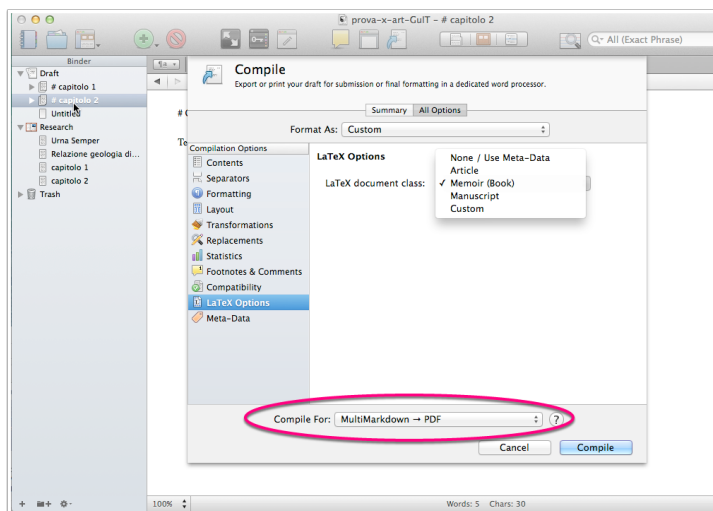 prova-x-art-GuIT – # capitolo 2
Q- All (Exact Phrase)
Binder
Draft
# capitolo 1
# capitolo 2
Untitled
Research
Urna Semper
Relazione geologia di...
capitolo 1
capitolo 2
Trash
Compile
Export or print your draft for submission or final formatting in a dedicated word processor.
Summary
All Options
Format As: Custom
Compilation Options
Contents
Separators
Formatting
Layout
Transformations
Replacements
Statistics
Footnotes & Comments
Compatibility
LaTeX Options
Meta-Data
LaTeX Options
LaTeX document class:
None / Use Meta-Data
Article
✓ Memoir (Book)
Manuscript
Custom
Compile For: MultiMarkdown → PDF
?
Cancel
Compile
100%
Words: 5 Chars: 30